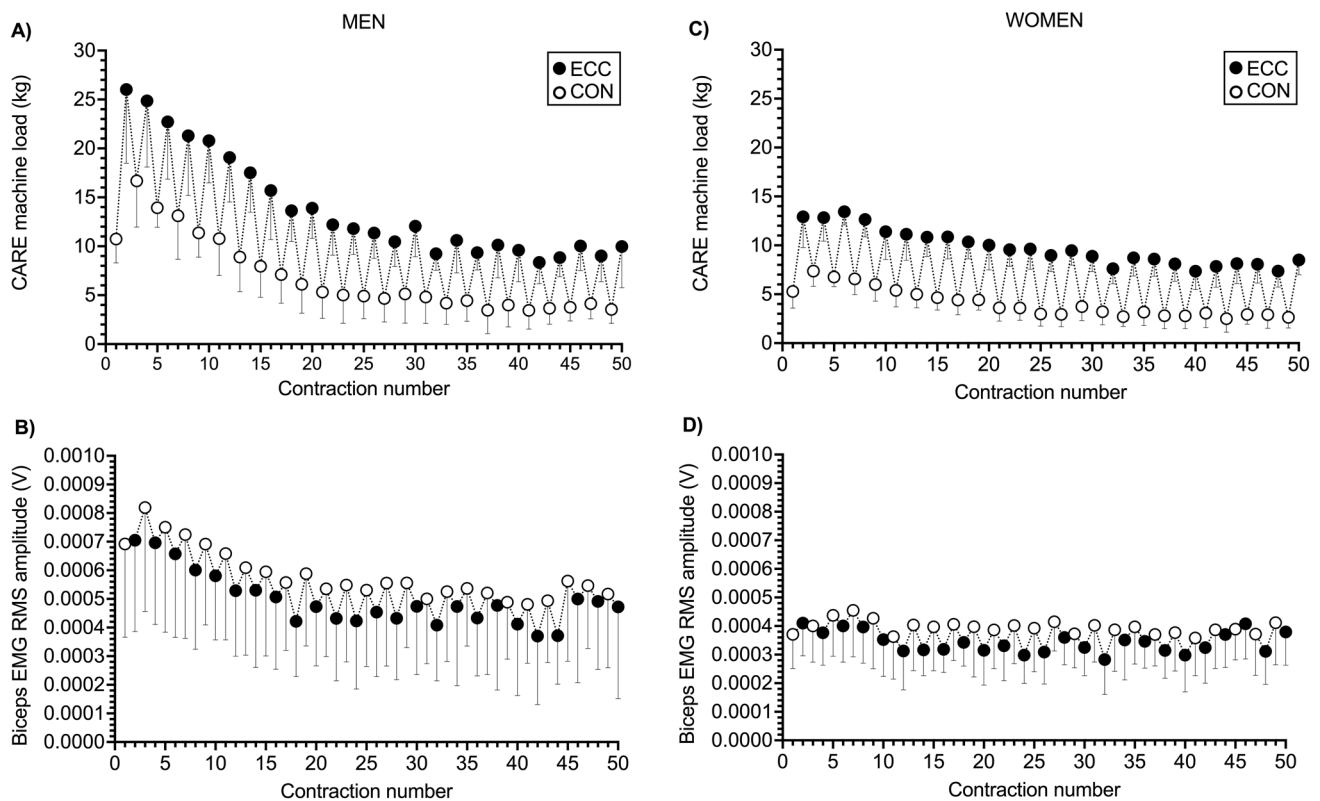 MEN
A)
CARE machine load (kg)
30
25
20
15
10
5
0
ECC
CON
0 5 10 15 20 25 30 35 40 45 50
Contraction number
WOMEN
C)
CARE machine load (kg)
30
25
20
15
10
5
0
ECC
CON
0 5 10 15 20 25 30 35 40 45 50
Contraction number
B)
Biceps EMG RMS amplitude (V)
0.0010
0.0009
0.0008
0.0007
0.0006
0.0005
0.0004
0.0003
0.0002
0.0001
0.0000
0 5 10 15 20 25 30 35 40 45 50
Contraction number
D)
Biceps EMG RMS amplitude (V)
0.0010
0.0009
0.0008
0.0007
0.0006
0.0005
0.0004
0.0003
0.0002
0.0001
0.0000
0 5 10 15 20 25 30 35 40 45 50
Contraction number